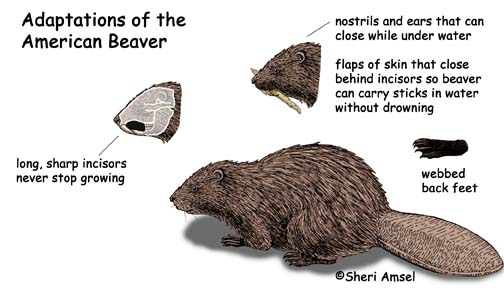 Adaptations of the
American Beaver
nostrils and ears that can
close while under water
flaps of skin that close
behind incisors so beaver
can carry sticks in water
without drowning
long, sharp incisors
never stop growing
webbed
back feet
©Sheri Amsel